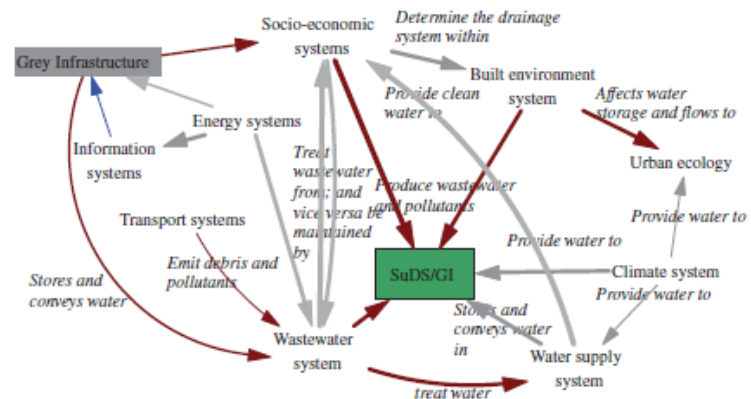 Socio-economic
systems
Determine the drainage
system within
Grey Infrastructure
Built environment
system
Provide clean
water to
Affects water
storage and flows to
Energy systems
Information
systems
Treat
wastewater
from; and
vice versa be
maintained
by
Urban ecology
Produce wastewater
and pollutants
Transport systems
Provide water to
Provide water to
Emit debris and
pollutants
SuDS/GI
Climate system
Stores and
conveys water
Provide water to
Stores and
conveys water
in
Wastewater
system
Water supply
system
treat water